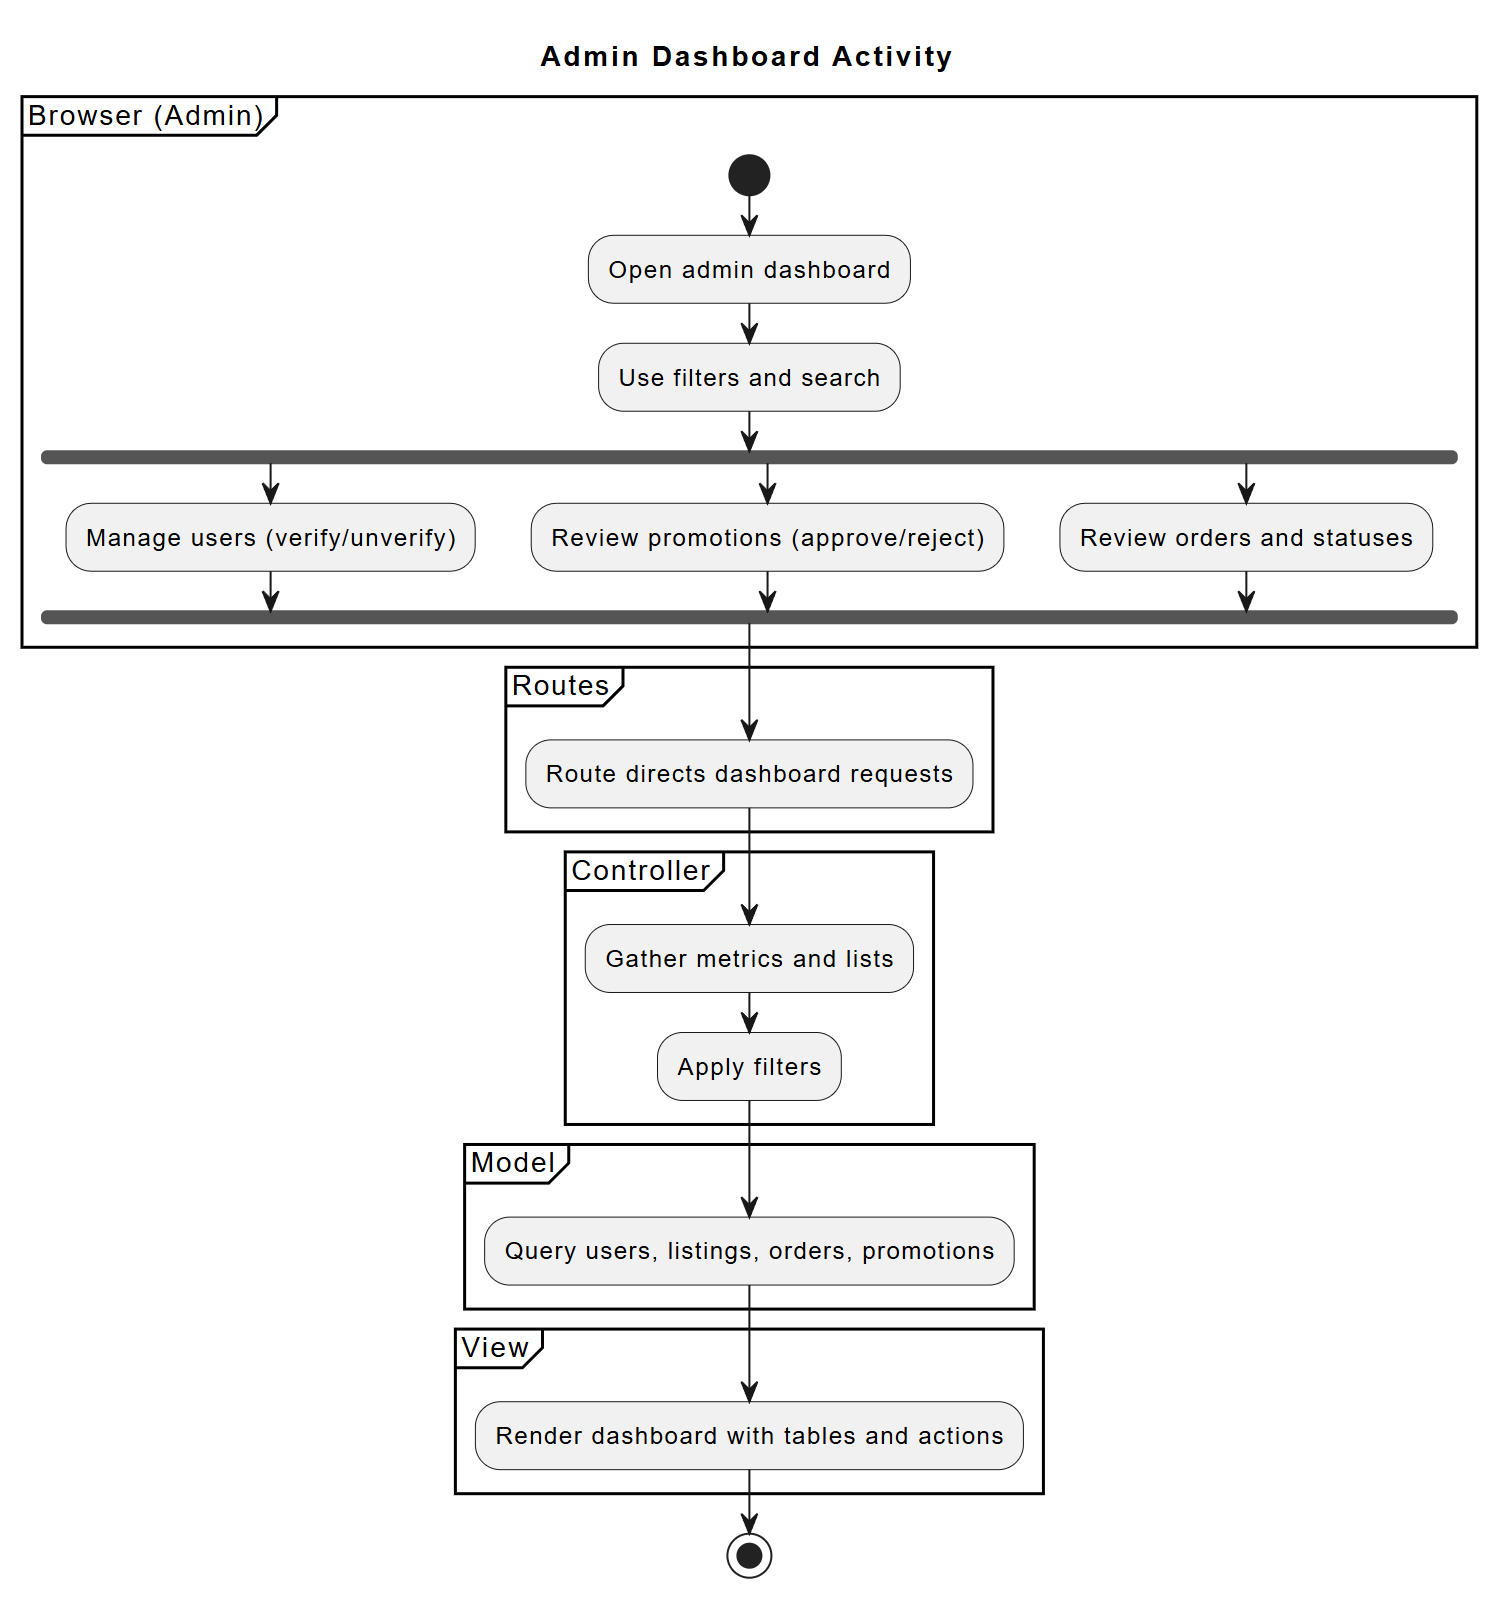 Admin Dashboard Activity
Browser (Admin)
Open admin dashboard
Use filters and search
Manage users (verify/unverify)
Review promotions (approve/reject)
Review orders and statuses
Routes
Route directs dashboard requests
Controller
Gather metrics and lists
Apply filters
Model
Query users, listings, orders, promotions
View
Render dashboard with tables and actions